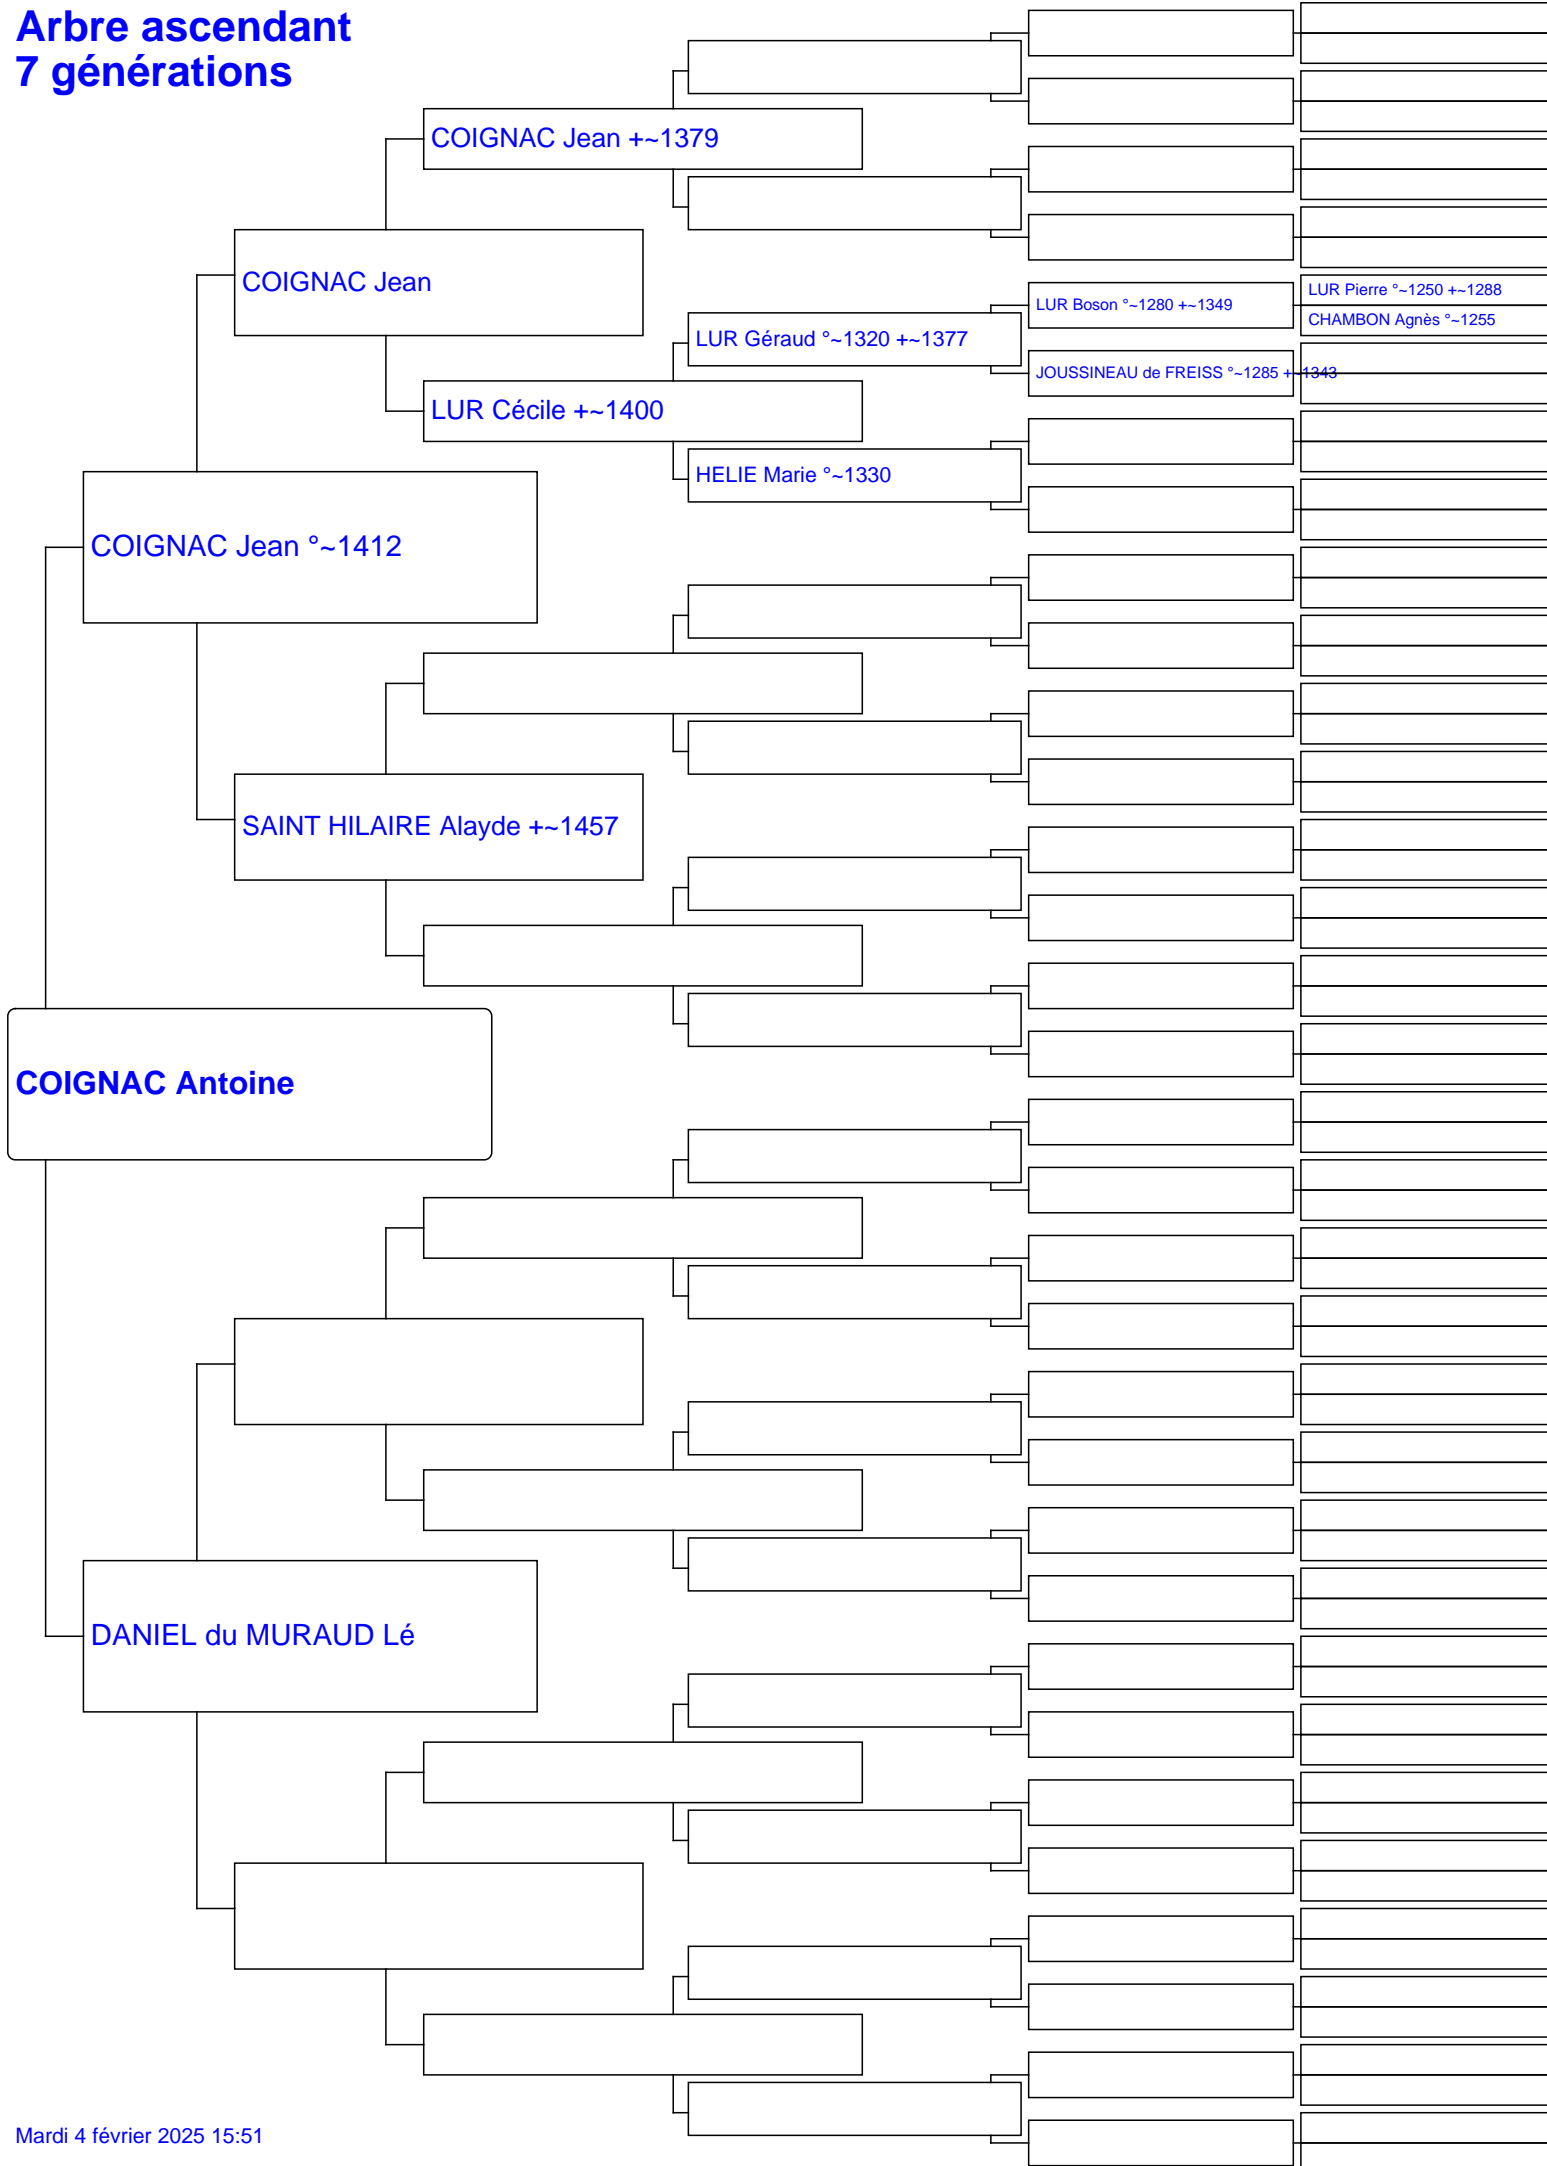 Arbre ascendant
7 générations
COIGNAC Jean +~1379
COIGNAC Jean
LUR Pierre °~1250 +~1288
LUR Boson °~1280 +~1349
CHAMBON Agnès °~1255
LUR Géraud °~1320 +~1377
JOUSSINEAU de FREISS °~1285 +~1343
LUR Cécile +~1400
HELIE Marie °~1330
COIGNAC Jean °~1412
SAINT HILAIRE Alayde +~1457
COIGNAC Antoine
DANIEL du MURAUD Lé
Mardi 4 février 2025 15:51